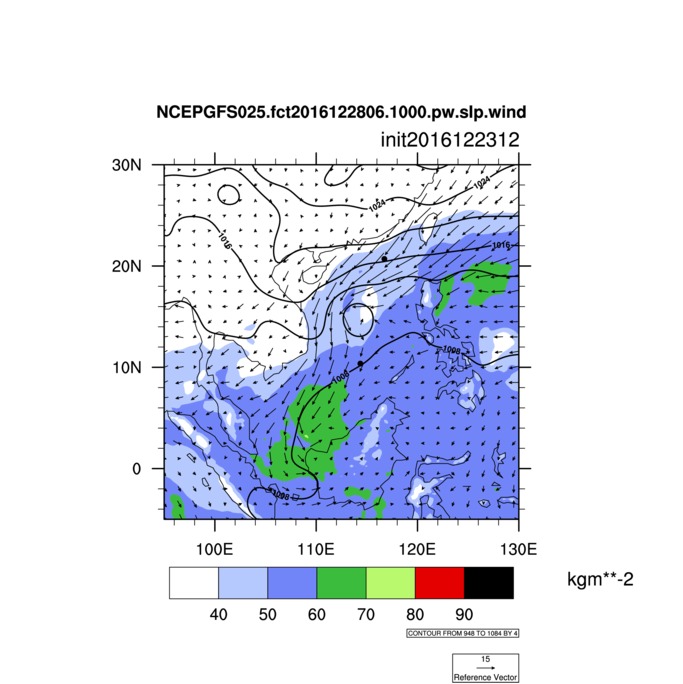 NCEPGFS025.fct2016122806.1000.pw.slp.wind
init2016122312
30N
1024
1024
1016
1016
20N
1008
10N
1008
0
1008
100E 110E 120E 130E
kgm**-2
40 50 60 70 80 90
CONTOUR FROM 948 TO 1084 BY 4
15
Reference Vector